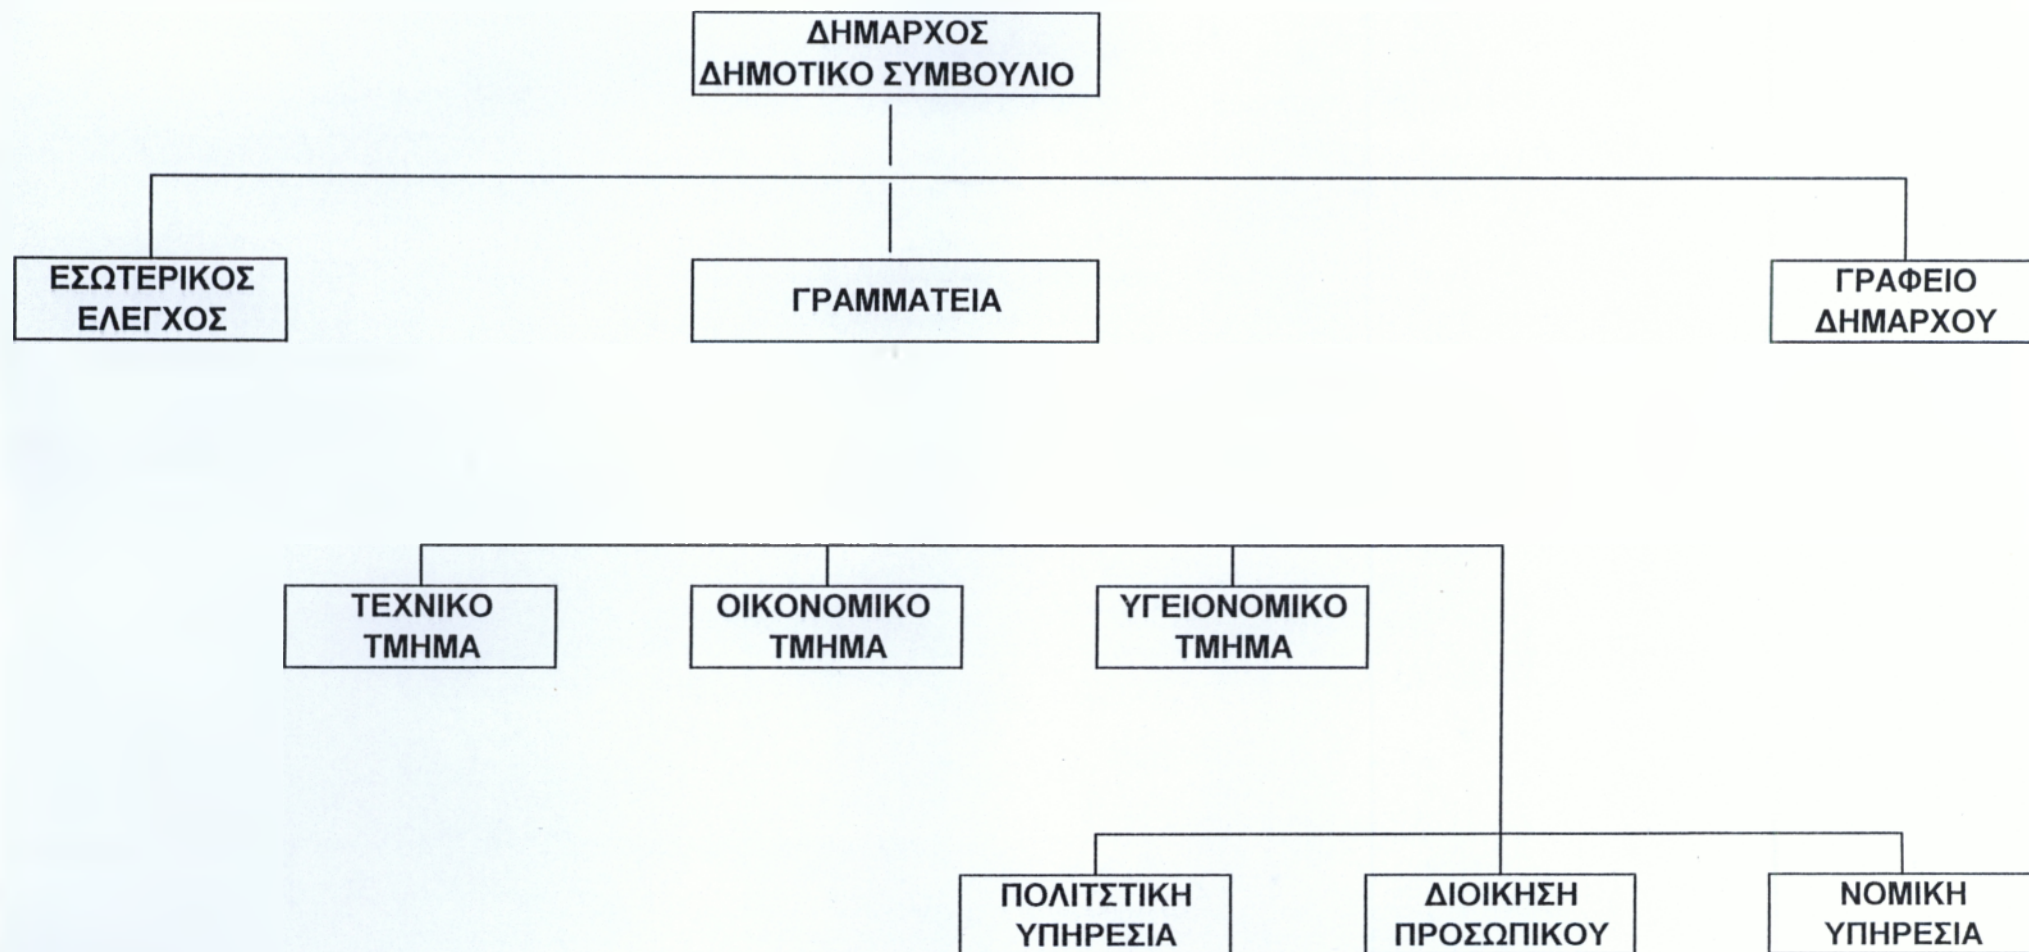 ΔΗΜΑΡΧΟΣ
ΔΗΜΟΤΙΚΟ ΣΥΜΒΟΥΛΙΟ
ΕΣΩΤΕΡΙΚΟΣ
ΕΛΕΓΧΟΣ
ΓΡΑΜΜΑΤΕΙΑ
ΓΡΑΦΕΙΟ
ΔΗΜΑΡΧΟΥ
ΤΕΧΝΙΚΟ
ΤΜΗΜΑ
ΟΙΚΟΝΟΜΙΚΟ
ΤΜΗΜΑ
ΥΓΕΙΟΝΟΜΙΚΟ
ΤΜΗΜΑ
ΠΟΛΙΤΣΤΙΚΗ
ΥΠΗΡΕΣΙΑ
ΔΙΟΙΚΗΣΗ
ΠΡΟΣΩΠΙΚΟΥ
ΝΟΜΙΚΗ
ΥΠΗΡΕΣΙΑ